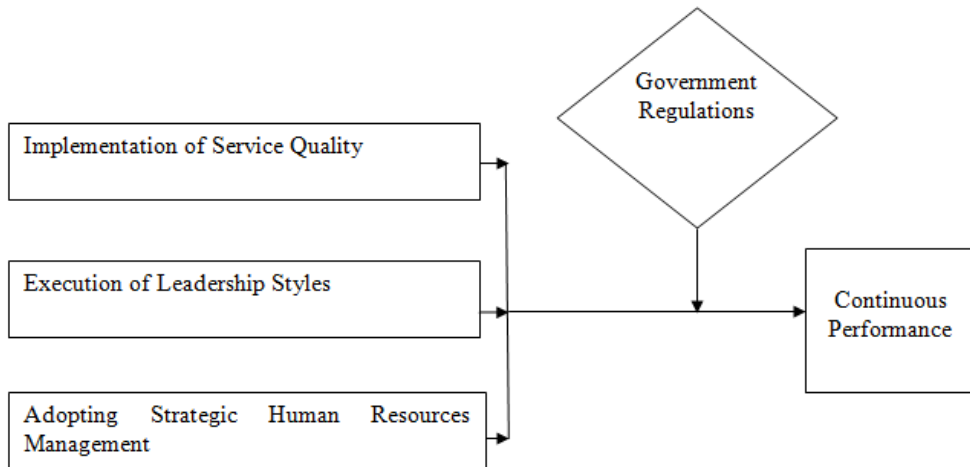 Government
Regulations
Implementation of Service Quality
Execution of Leadership Styles
Continuous
Performance
Adopting Strategic Human Resources
Management